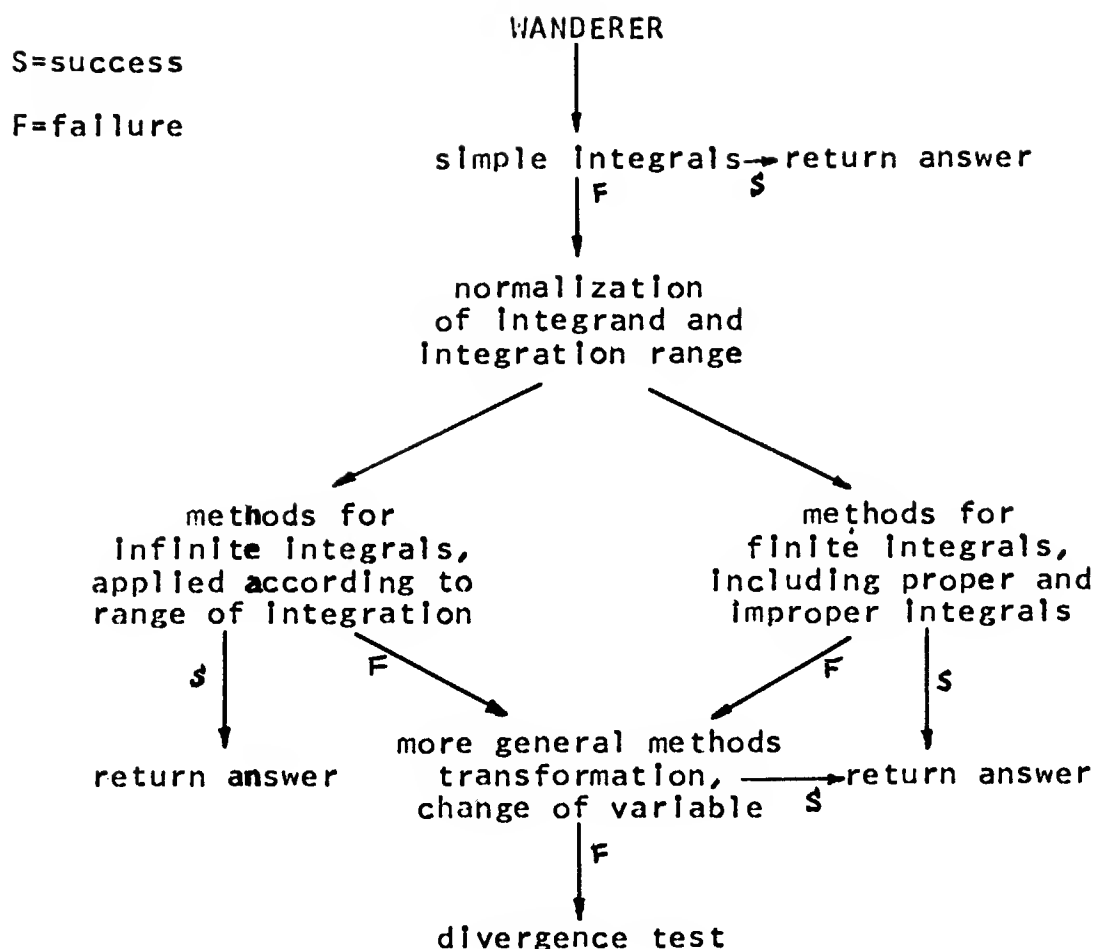 WANDERER
S=success
F=failure
simple integrals S return answer
F
normalization
of integrand and
integration range
methods for
infinite integrals,
applied according to
range of integration
methods for
finite integrals,
including proper and
improper integrals
S
F
F
S
return answer
more general methods
transformation,
change of variable
S
return answer
F
divergence test